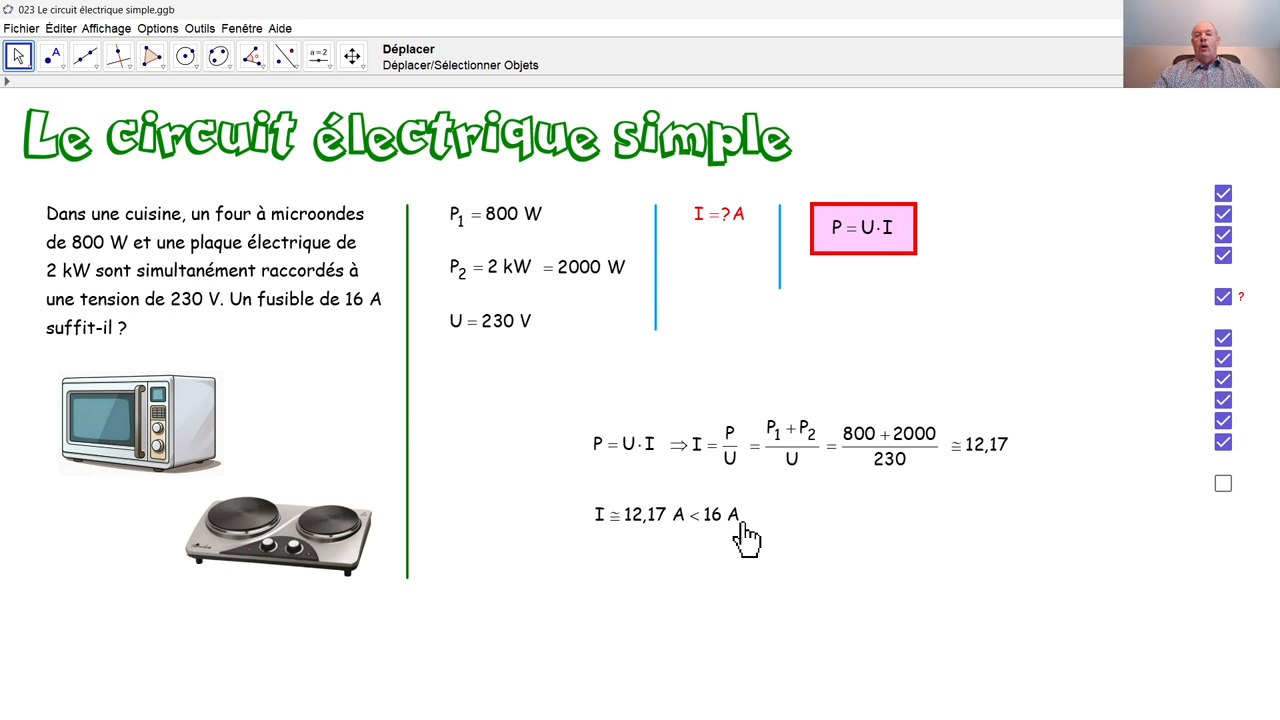 023 Le circuit électrique simple.ggb
Fichier Éditer Affichage Options Outils Fenêtre Aide
A
a=2
Déplacer
Déplacer/Sélectionner Objets
Le circuit électrique simple
Dans une cuisine, un four à microondes
de 800 W et une plaque électrique de
2 kW sont simultanément raccordés à
une tension de 230 V. Un fusible de 16 A
suffit-il ?
P₁ = 800 W
P₂ = 2 kW = 2000 W
U = 230 V
I = ? A
P = U · I
?
P = U · I ⇒ I = P/U = (P₁ + P₂)/U = (800 + 2000)/230 ≅ 12,17
I ≅ 12,17 A < 16 A